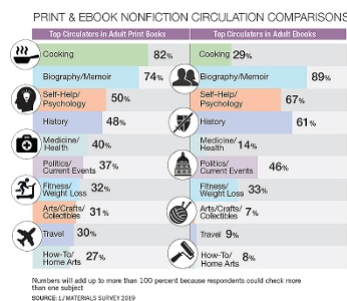 PRINT & EBOOK NONFICTION CIRCULATION COMPARISONS
Top Circulators in Adult Print Books
Cooking 82%
Biography/Memoir 74%
Self-Help/
Psychology 50%
History 48%
Medicine/
Health 40%
Politics/
Current Events 37%
Fitness/
Weight Loss 32%
Arts/Crafts/
Collectibles 31%
Travel 30%
How-To/
Home Arts 27%
Top Circulators in Adult Ebooks
Cooking 29%
Biography/Memoir 89%
Self-Help/
Psychology 67%
History 61%
Medicine/
Health 14%
Politics/
Current Events 46%
Fitness/
Weight Loss 33%
Arts/Crafts/
Collectibles 7%
Travel 9%
How-To/
Home Arts 8%
Numbers will add up to more than 100 percent because respondents could check more
than one subject
SOURCE: LJ MATERIALS SURVEY 2019